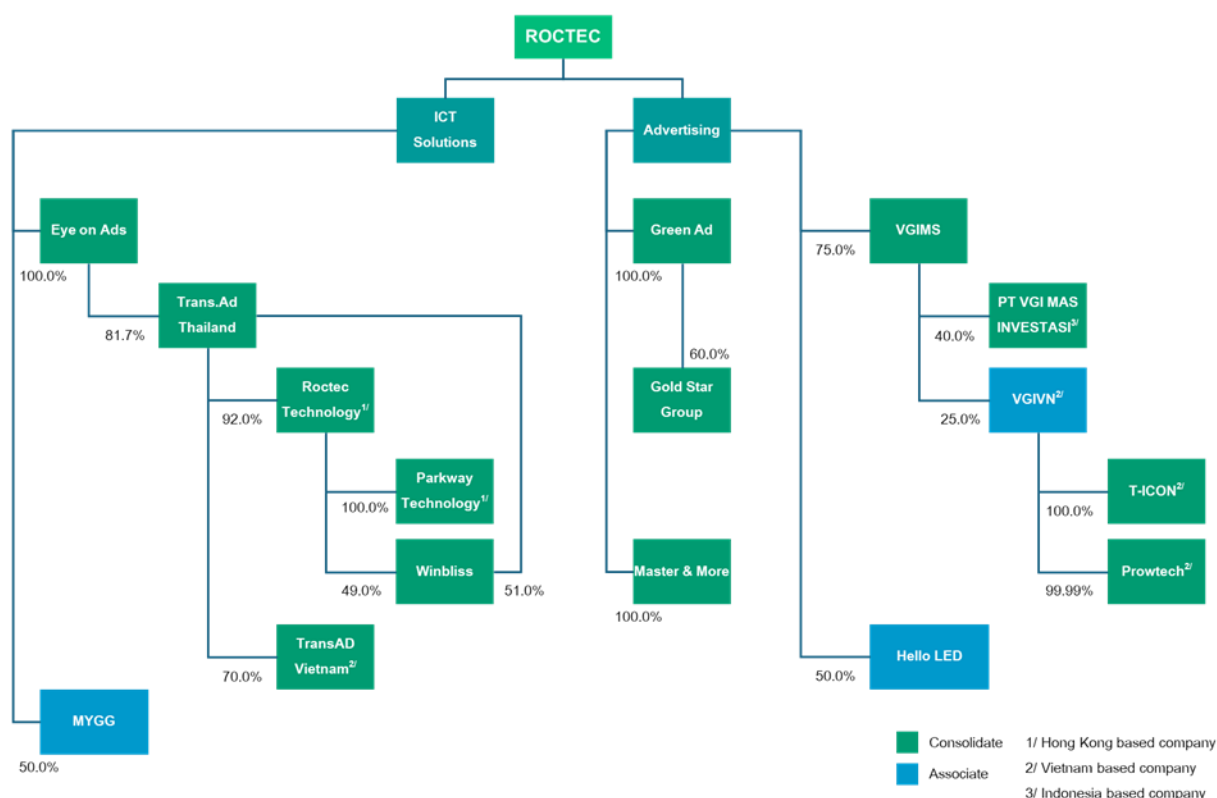 ROCTEC
ICT
Solutions
Advertising
Eye on Ads
100.0%
Trans.Ad
Thailand
81.7%
Roctec
Technology1/
92.0%
Parkway
Technology1/
100.0%
Winbliss
49.0%
51.0%
TransAD
Vietnam2/
70.0%
MYGG
50.0%
Green Ad
100.0%
60.0%
Gold Star
Group
Master & More
100.0%
VGIMS
75.0%
PT VGI MAS
INVESTASI3/
40.0%
VGIVN2/
25.0%
T-ICON2/
100.0%
Prowtech2/
99.99%
Hello LED
50.0%
Consolidate
Associate
1/ Hong Kong based company
2/ Vietnam based company
3/ Indonesia based company